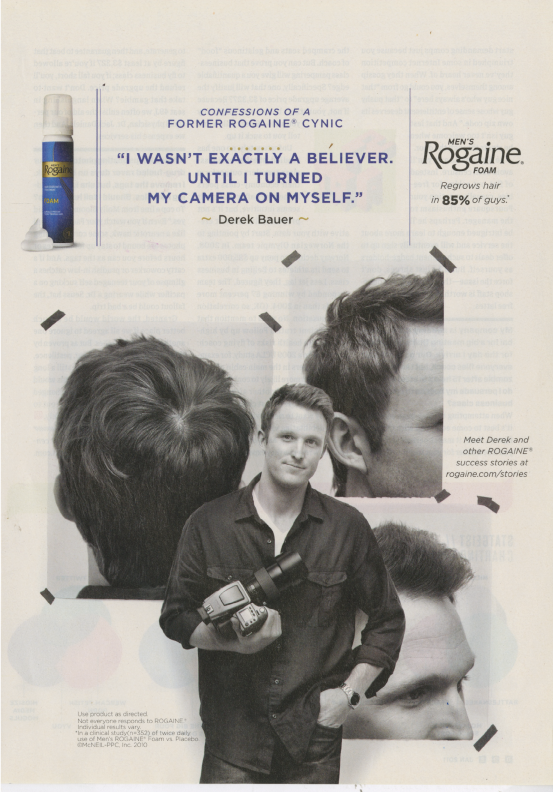 CONFESSIONS OF A
FORMER ROGAINE® CYNIC
“I WASN’T EXACTLY A BELIEVER.
UNTIL I TURNED
MY CAMERA ON MYSELF.”
~ Derek Bauer ~
MEN'S
Rogaine®
FOAM
Regrows hair
in 85% of guys.*
MEN'S
Rogaine
FOAM
Meet Derek and
other ROGAINE®
success stories at
rogaine.com/stories
Use product as directed.
Not everyone responds to ROGAINE®.
Individual results vary.
*In a clinical study(n=352) of twice daily
use of Men's ROGAINE® Foam vs. Placebo.
©McNEIL-PPC, Inc. 2010